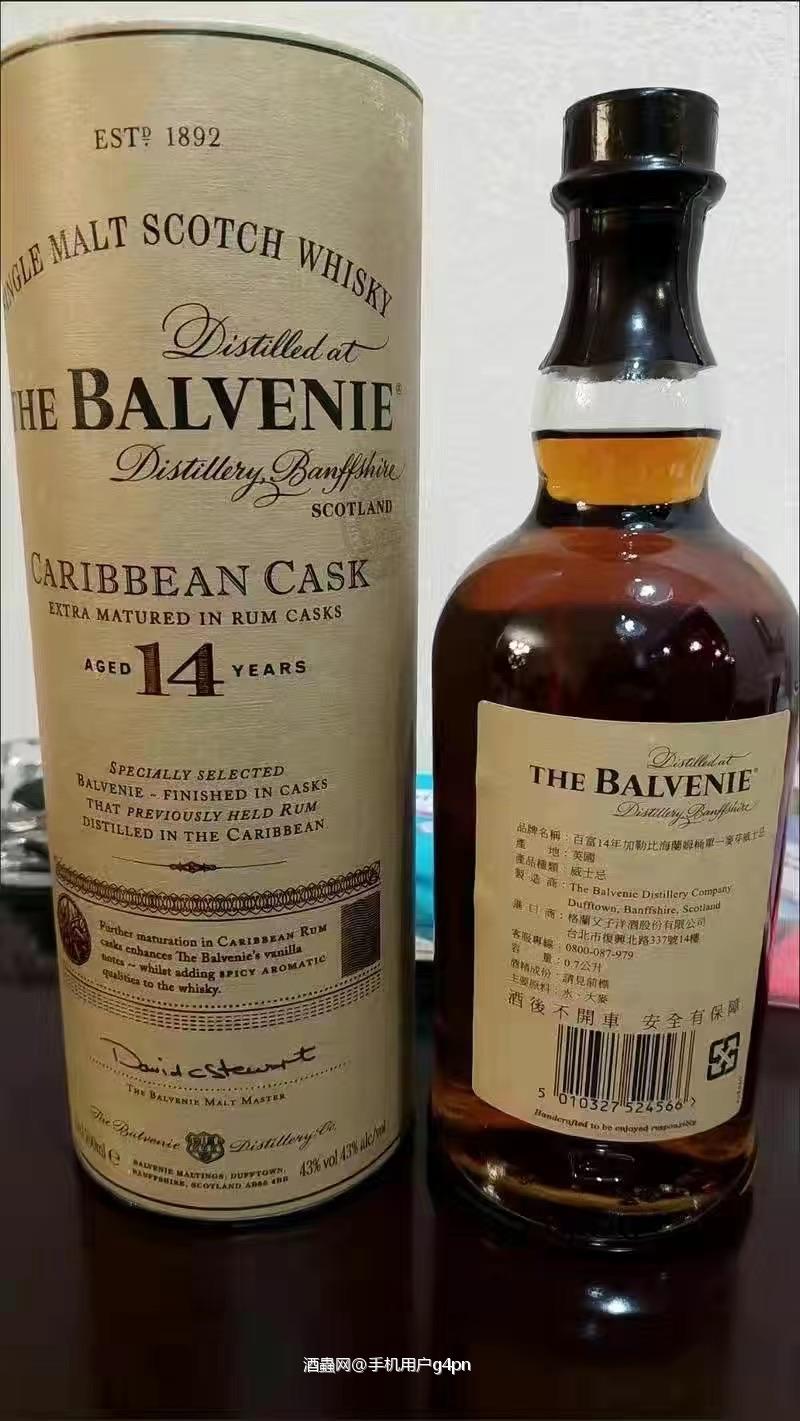 ESTD 1892
SINGLE MALT SCOTCH WHISKY
Distilled at
THE BALVENIE®
Distillery, Banffshire
SCOTLAND
CARIBBEAN CASK
EXTRA MATURED IN RUM CASKS
AGED 14 YEARS
SPECIALLY SELECTED
BALVENIE - FINISHED IN CASKS
THAT PREVIOUSLY HELD RUM
DISTILLED IN THE CARIBBEAN
Further maturation in CARIBBEAN RUM
casks enhances The Balvenie's vanilla
notes ~ whilst adding SPICY AROMATIC
qualities to the whisky.
David C Stewart
THE BALVENIE MALT MASTER
The Balvenie Distillery Co.
℮ 43% vol 43% alc/vol
BALVENIE MALTINGS, DUFFTOWN,
BANFFSHIRE, SCOTLAND AB55 4BB
Distilled at
THE BALVENIE®
Distillery, Banffshire
品牌名稱：百富14年加勒比海蘭姆桶單一麥芽威士忌
產 地：英國
產品種類：威士忌
製造商：The Balvenie Distillery Company
Dufftown, Banffshire, Scotland
進口商：格蘭父子洋酒股份有限公司
台北市復興北路337號14樓
客服專線：0800-087-979
容 量：0.7公升
酒精成份：請見前標
主要原料：水、大麥
酒後不開車 安全有保障
5 010327 524566 >
Handcrafted to be enjoyed responsibly
酒蟲网@手机用户g4pn